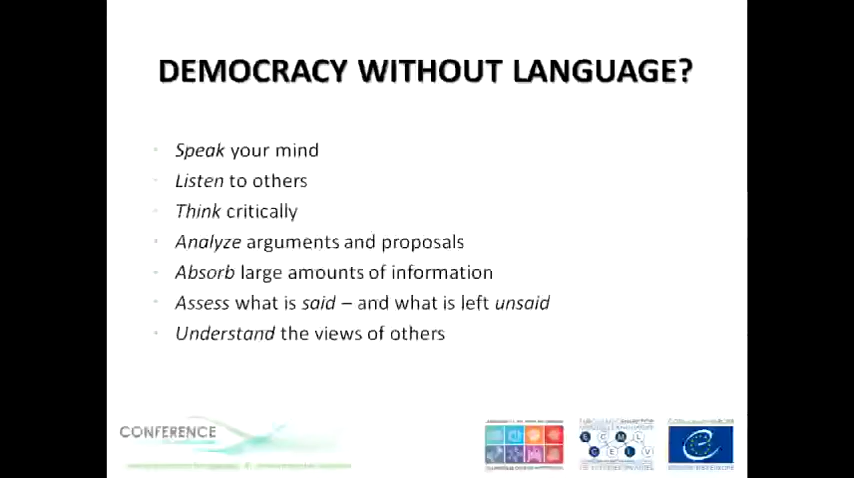 DEMOCRACY WITHOUT LANGUAGE?
Speak your mind
Listen to others
Think critically
Analyze arguments and proposals
Absorb large amounts of information
Assess what is said – and what is left unsaid
Understand the views of others
CONFERENCE
E C M L
C E L V